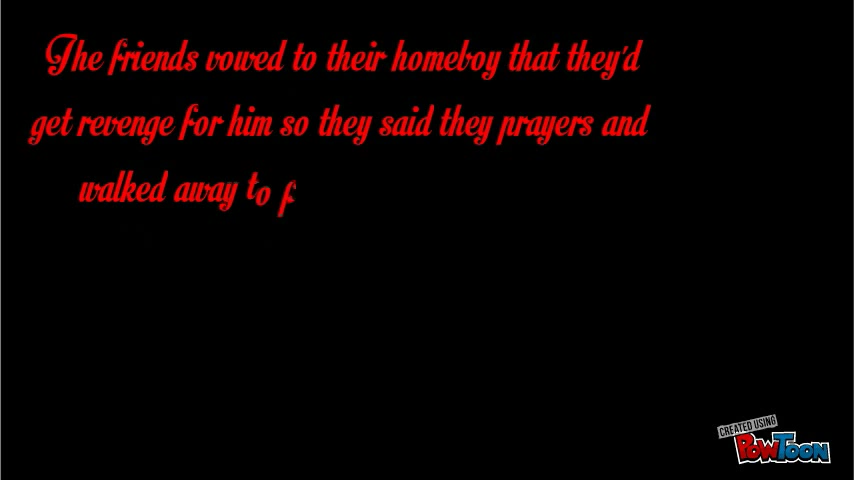 The friends vowed to their homeboy that they'd
get revenge for him so they said they prayers and
walked away to
CREATED USING
POWTOON